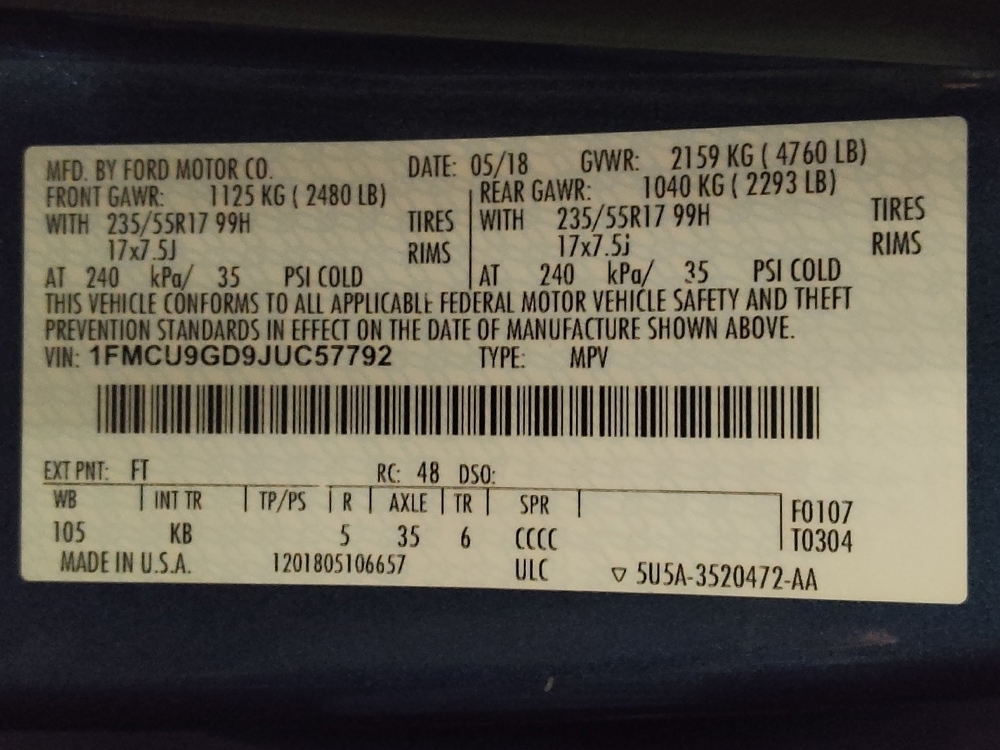 MFD. BY FORD MOTOR CO. DATE: 05/18 GVWR: 2159 KG ( 4760 LB)
FRONT GAWR: 1125 KG ( 2480 LB) REAR GAWR: 1040 KG ( 2293 LB)
WITH 235/55R17 99H TIRES WITH 235/55R17 99H TIRES
17x7.5J RIMS 17x7.5j RIMS
AT 240 kPa/ 35 PSI COLD AT 240 kPa/ 35 PSI COLD
THIS VEHICLE CONFORMS TO ALL APPLICABLE FEDERAL MOTOR VEHICLE SAFETY AND THEFT
PREVENTION STANDARDS IN EFFECT ON THE DATE OF MANUFACTURE SHOWN ABOVE.
VIN: 1FMCU9GD9JUC57792 TYPE: MPV
EXT PNT: FT RC: 48 DSO:
WB INT TR TP/PS R AXLE TR SPR F0107
105 KB 5 35 6 CCCC T0304
MADE IN U.S.A. 1201805106657 ULC ▽ 5U5A-3520472-AA